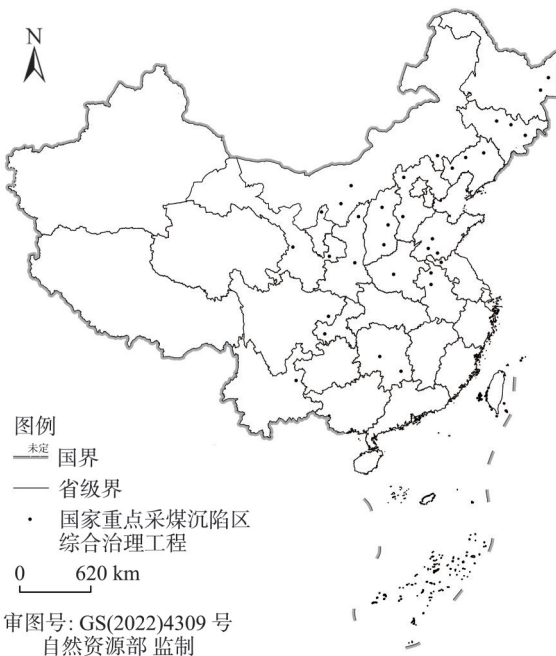 N
图例
未定
国界
省级界
国家重点采煤沉陷区
综合治理工程
0 620 km
审图号: GS(2022)4309 号
自然资源部 监制